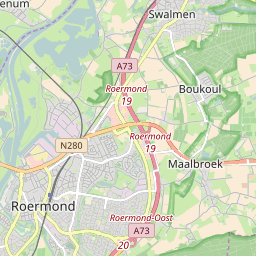 enum
Swalmen
A73
Roermond
19
Boukoul
N280
Roermond
19
Maalbroek
Roermond
Roermond-Oost
20
A73